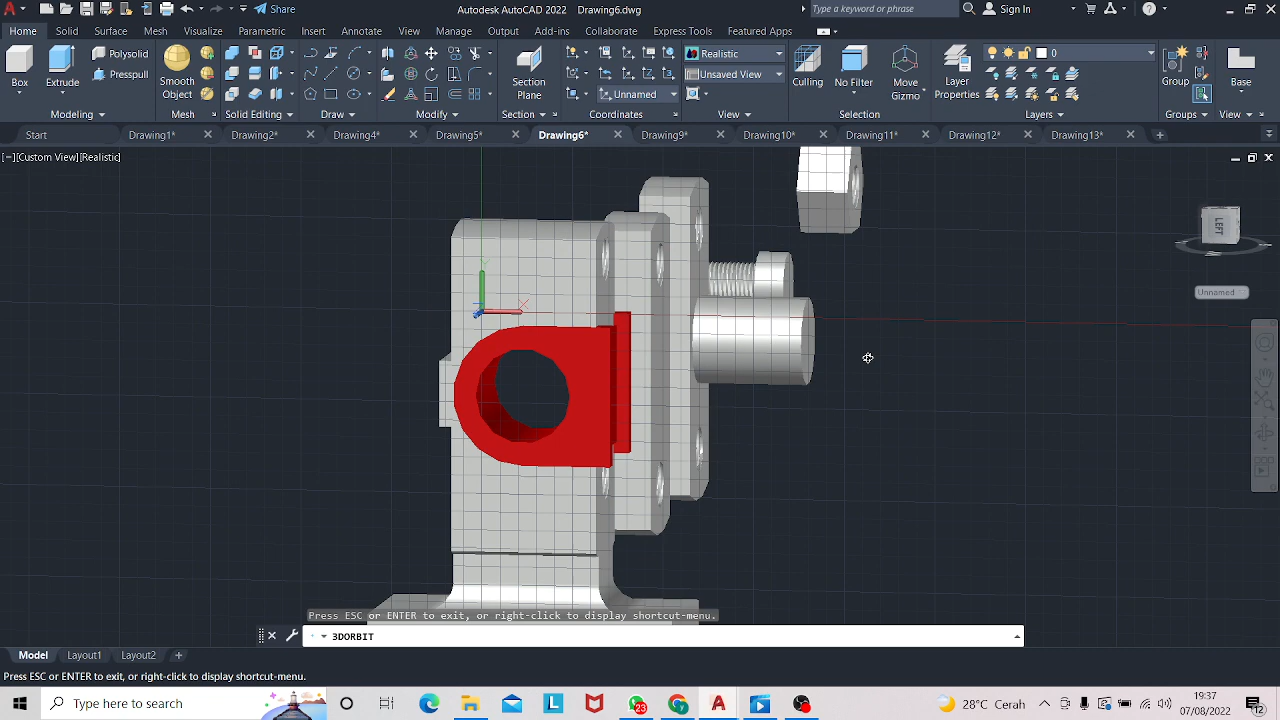 Share
Autodesk AutoCAD 2022 Drawing6.dwg
Type a keyword or phrase
Sign In
Home Solid Surface Mesh Visualize Parametric Insert Annotate View Manage Output Add-ins Collaborate Express Tools Featured Apps
Box
Extrude
Polysolid
Presspull
Smooth
Object
Section
Plane
Realistic
Unsaved View
Unnamed
Culling
No Filter
Move
Gizmo
Layer
Properties
0
Group
Base
Modeling
Mesh
Solid Editing
Draw
Modify
Section
Coordinates
View
Selection
Layers
Groups
View
Start Drawing1* Drawing2* Drawing4* Drawing5* Drawing6* Drawing9* Drawing10* Drawing11* Drawing12* Drawing13*
[−][Custom View][Realistic]
LEFT
Unnamed
Y
X
Press ESC or ENTER to exit, or right-click to display shortcut-menu.
3DORBIT
Model Layout1 Layout2
Press ESC or ENTER to exit, or right-click to display shortcut-menu.
Type here to search
L
23
A
28°C Cerah
19:37
07/08/2022
12